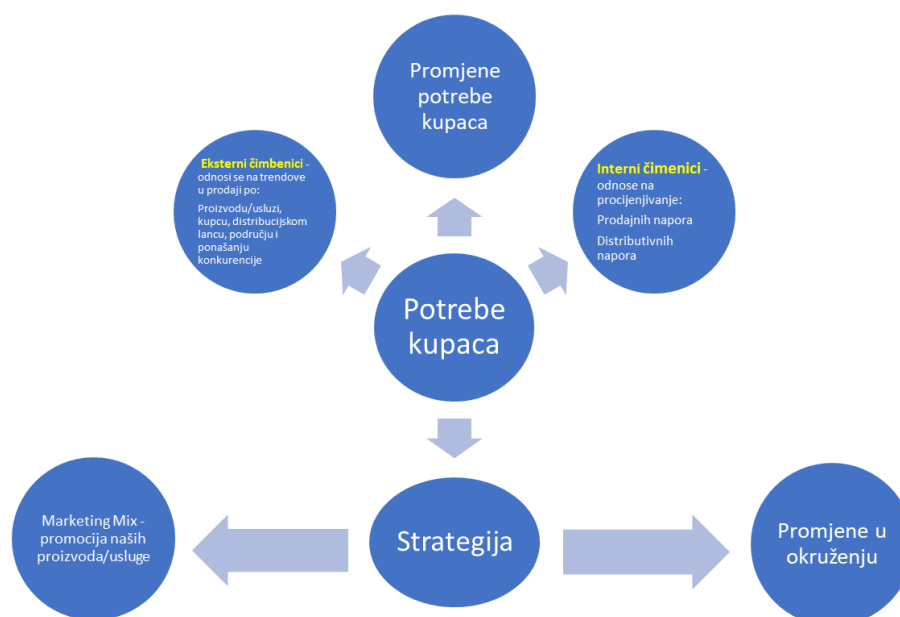 Promjene
potrebe
kupaca
Eksterni čimbenici -
odnosi se na trendove
u prodaji po:
Proizvodu/usluzi,
kupcu, distribucijskom
lancu, području i
ponašanju
konkurencije
Interni čimenici -
odnose na
procijenjivanje:
Prodajnih napora
Distributivnih
napora
Potrebe
kupaca
Marketing Mix -
promocija naših
proizvoda/usluge
Strategija
Promjene u
okruženju